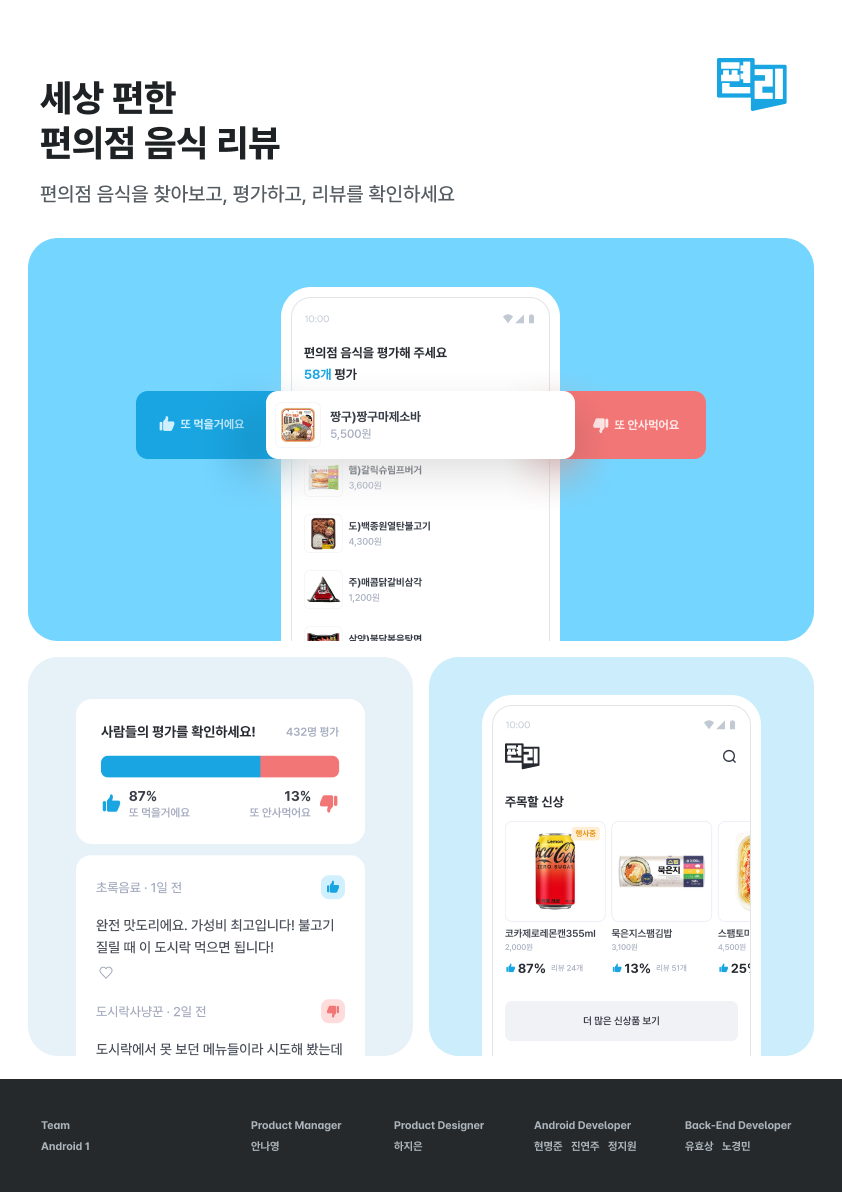 세상 편한
편의점 음식 리뷰
편리
편의점 음식을 찾아보고, 평가하고, 리뷰를 확인하세요
10:00
편의점 음식을 평가해 주세요
58개 평가
또 먹을거에요
짱구)짱구마제소바
5,500원
또 안사먹어요
햄)갈릭슈림프버거
3,600원
도)백종원열탄불고기
4,300원
주)매콤닭갈비삼각
1,200원
삼양)불닭볶음탕면
사람들의 평가를 확인하세요!
432명 평가
87%
또 먹을거에요
13%
또 안사먹어요
초록음료 · 1일 전
완전 맛도리에요. 가성비 최고입니다! 불고기
질릴 때 이 도시락 먹으면 됩니다!
도시락사냥꾼 · 2일 전
도시락에서 못 보던 메뉴들이라 시도해 봤는데
10:00
편리
주목할 신상
행사중
Lemon
Coca-Cola
ZERO SUGAR
스팸
묵은지
코카제로레몬캔355ml
2,000원
87% 리뷰 24개
묵은지스팸김밥
3,100원
13% 리뷰 51개
스팸토마
4,500원
25%
더 많은 신상품 보기
Team
Android 1
Product Manager
안나영
Product Designer
하지은
Android Developer
현명준 진연주 정지원
Back-End Developer
유효상 노경민